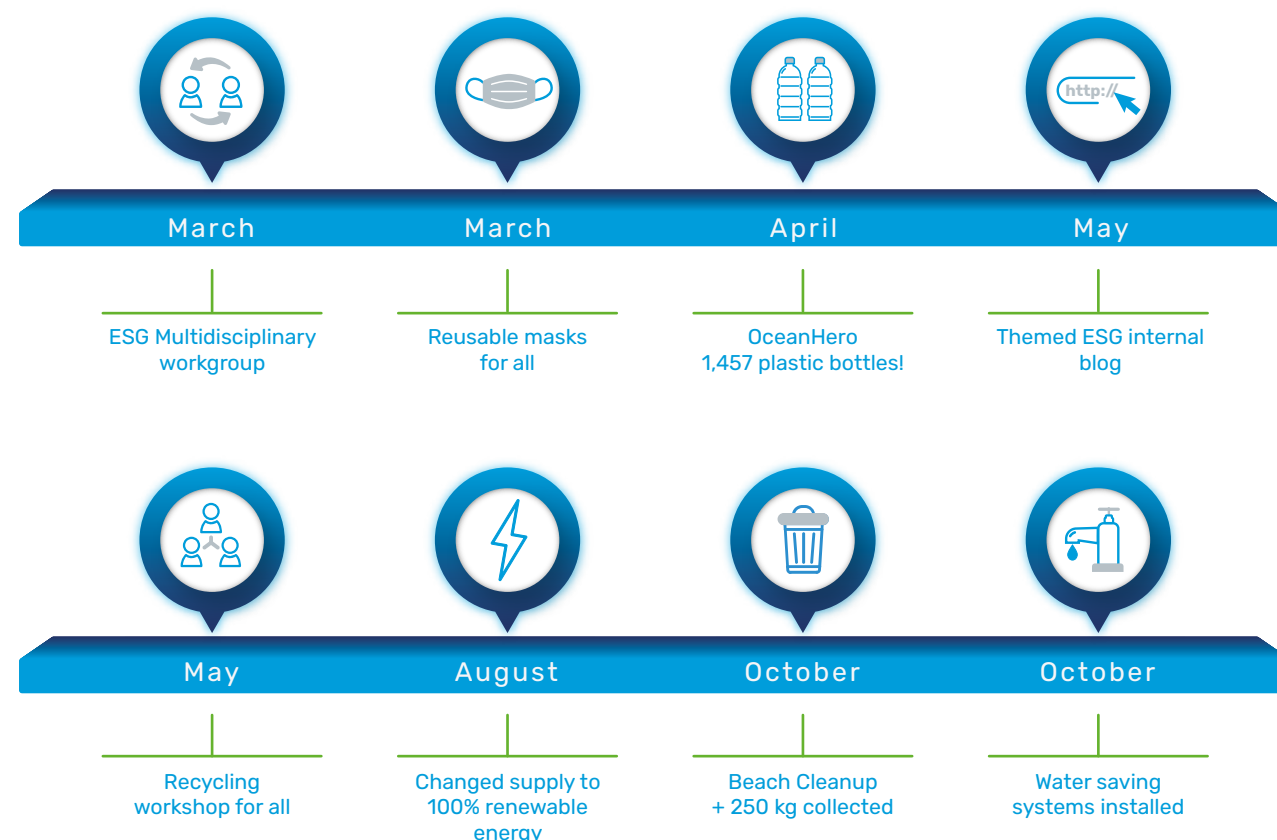 http://
March
March
April
May
ESG Multidisciplinary
workgroup
Reusable masks
for all
OceanHero
1,457 plastic bottles!
Themed ESG internal
blog
May
August
October
October
Recycling
workshop for all
Changed supply to
100% renewable
energy
Beach Cleanup
+ 250 kg collected
Water saving
systems installed